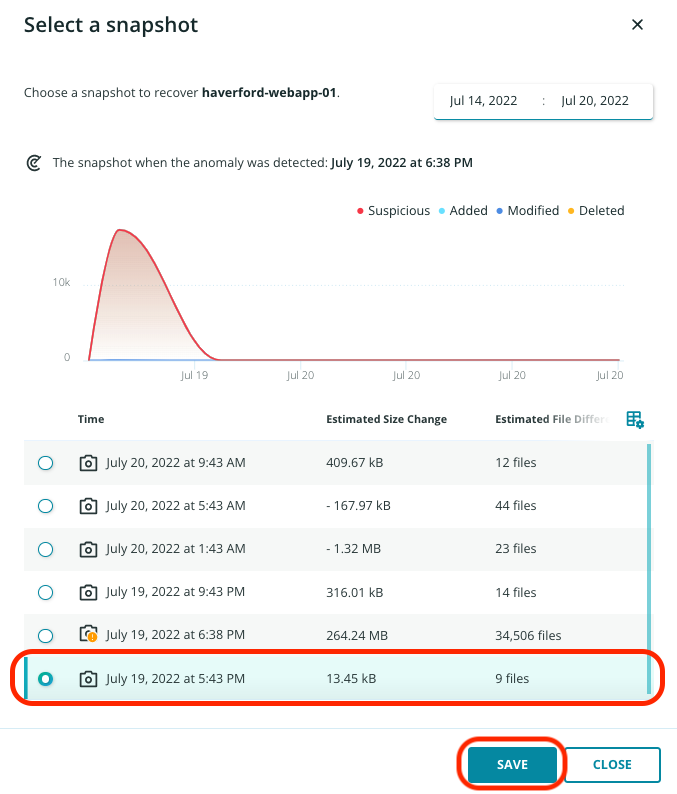 Select a snapshot
Choose a snapshot to recover haverford-webapp-01.
Jul 14, 2022 : Jul 20, 2022
The snapshot when the anomaly was detected: July 19, 2022 at 6:38 PM
Suspicious Added Modified Deleted
10k
0
Jul 19 Jul 20 Jul 20 Jul 20 Jul 20
Time Estimated Size Change Estimated File Differ
July 20, 2022 at 9:43 AM 409.67 kB 12 files
July 20, 2022 at 5:43 AM - 167.97 kB 44 files
July 20, 2022 at 1:43 AM - 1.32 MB 23 files
July 19, 2022 at 9:43 PM 316.01 kB 14 files
July 19, 2022 at 6:38 PM 264.24 MB 34,506 files
July 19, 2022 at 5:43 PM 13.45 kB 9 files
SAVE CLOSE